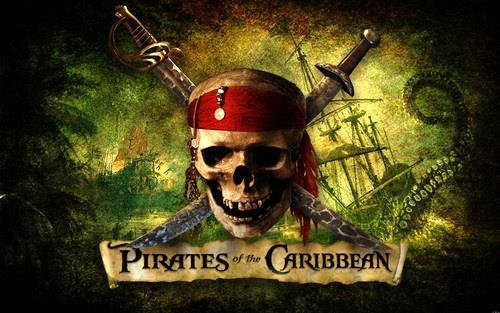 PIRATES of the CARIBBEAN